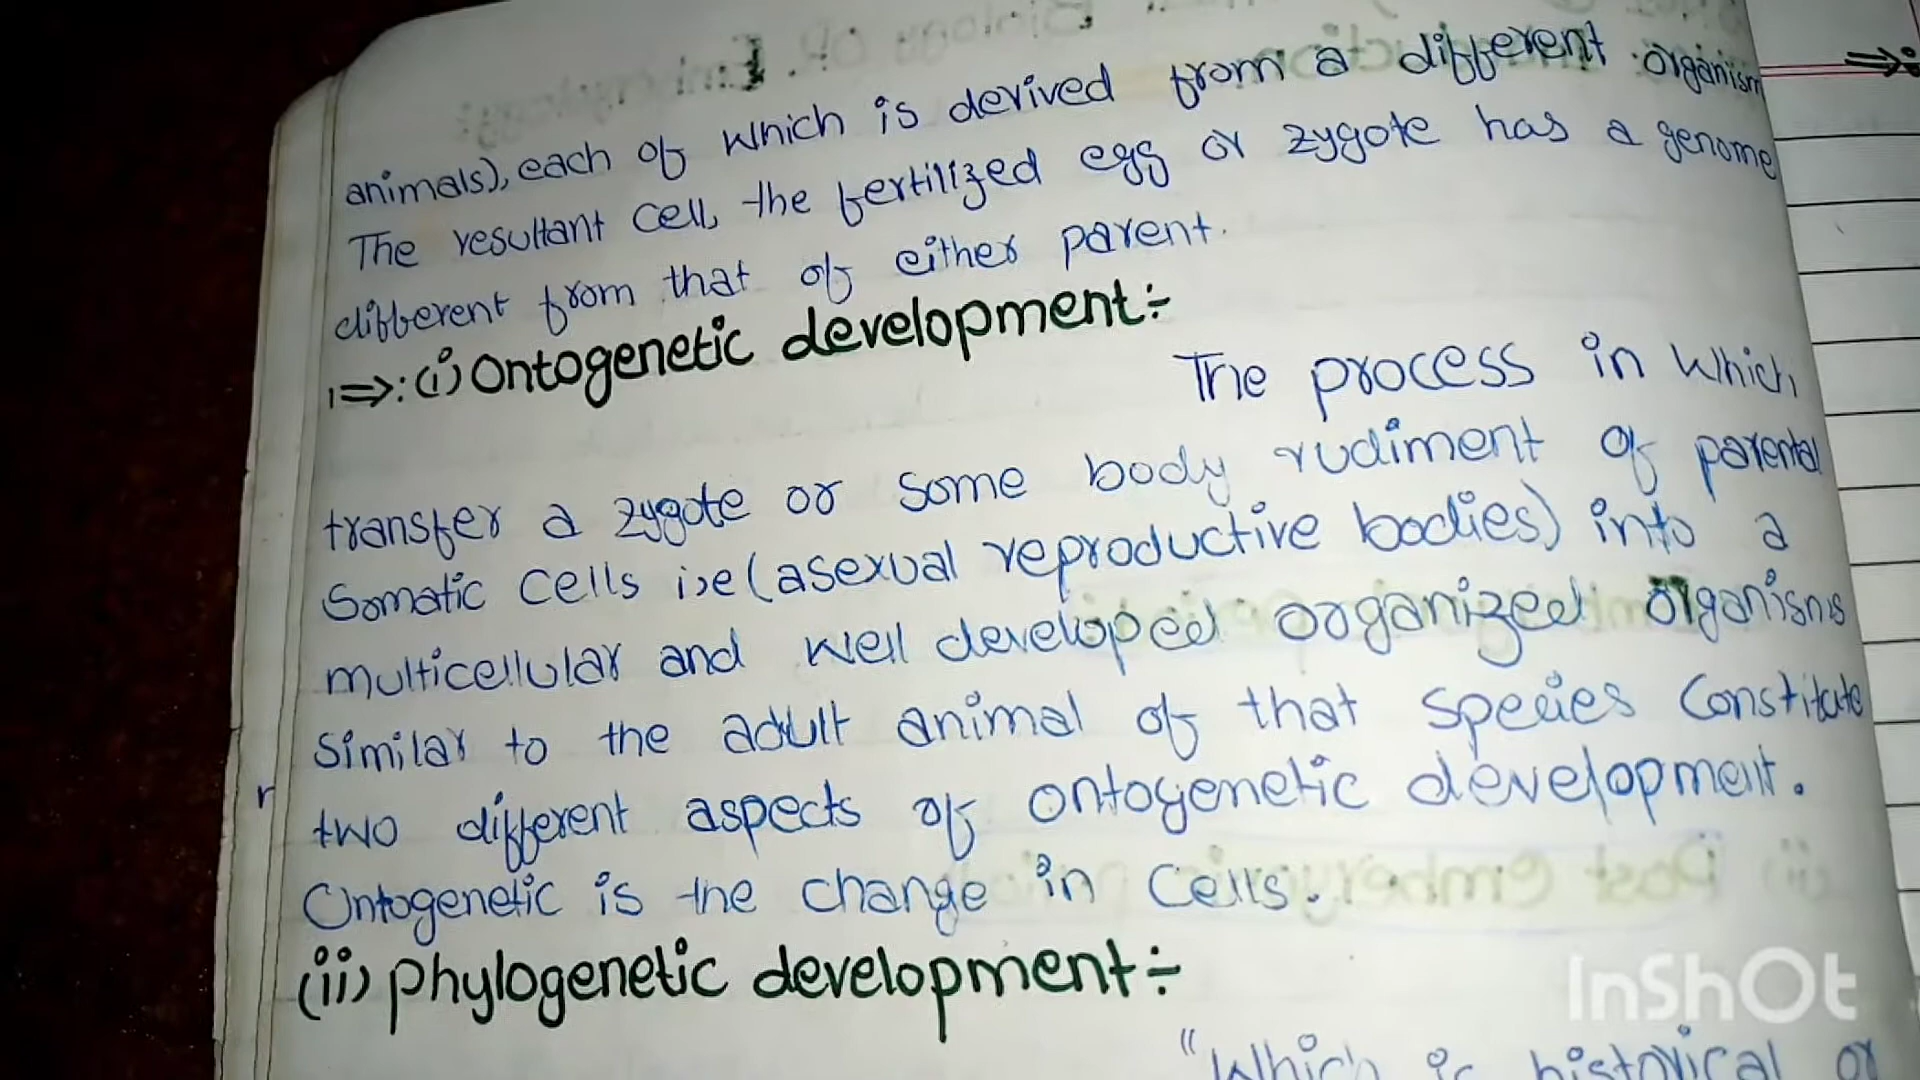 animals), each of which is derived from a different organism
The resultant cell, the fertilized egg or zygote has a genome
different from that of either parent.
⇒: (i) Ontogenetic development:-
The process in which
transfer a zygote or some body rudiment of parental
Somatic Cells i.e (asexual reproductive bodies) into a
multicellular and well developed organized organisms
similar to the adult animal of that species Constitute
two different aspects of ontogenetic development.
Ontogenetic is the change in Cells.
(ii) Phylogenetic development:-
"Which is historical or
InShOt